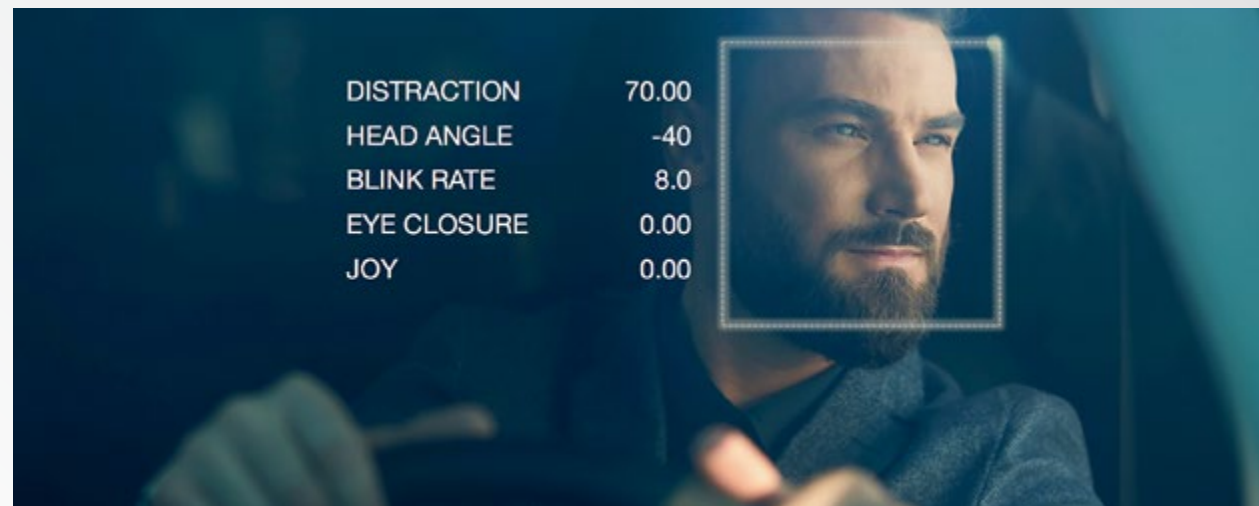 DISTRACTION 70.00
HEAD ANGLE -40
BLINK RATE 8.0
EYE CLOSURE 0.00
JOY 0.00